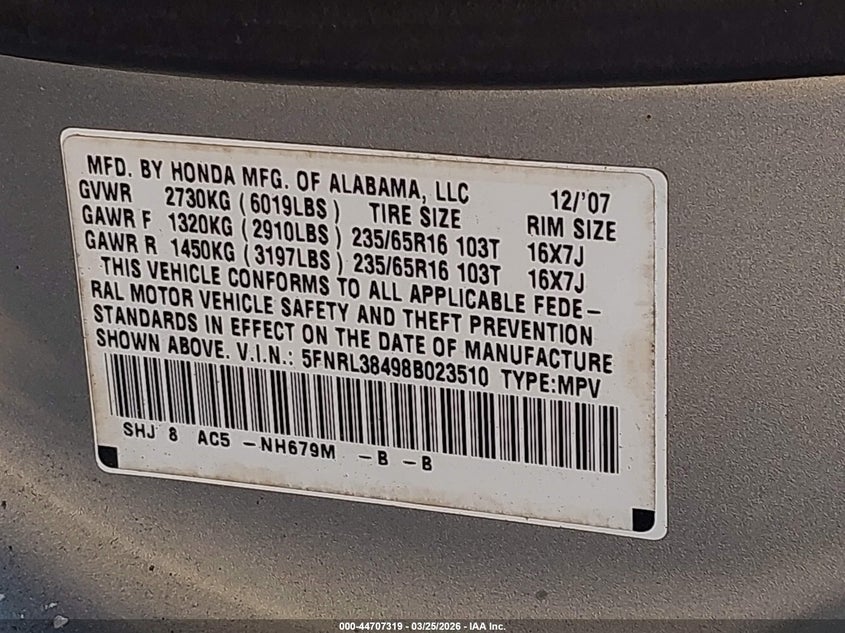 MFD. BY HONDA MFG. OF ALABAMA, LLC 12/'07
GVWR 2730KG ( 6019LBS ) TIRE SIZE RIM SIZE
GAWR F 1320KG ( 2910LBS ) 235/65R16 103T 16X7J
GAWR R 1450KG ( 3197LBS ) 235/65R16 103T 16X7J
THIS VEHICLE CONFORMS TO ALL APPLICABLE FEDE-
RAL MOTOR VEHICLE SAFETY AND THEFT PREVENTION
STANDARDS IN EFFECT ON THE DATE OF MANUFACTURE
SHOWN ABOVE. V.I.N.: 5FNRL38498B023510 TYPE:MPV
SHJ 8 AC5 -NH679M -B -B
000-44707319 - 03/25/2026 - IAA Inc.